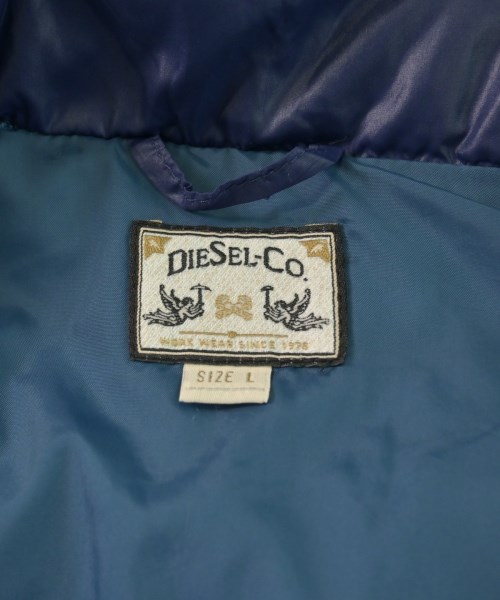 DIESEL-CO.
WORK WEAR SINCE 1978
SIZE L